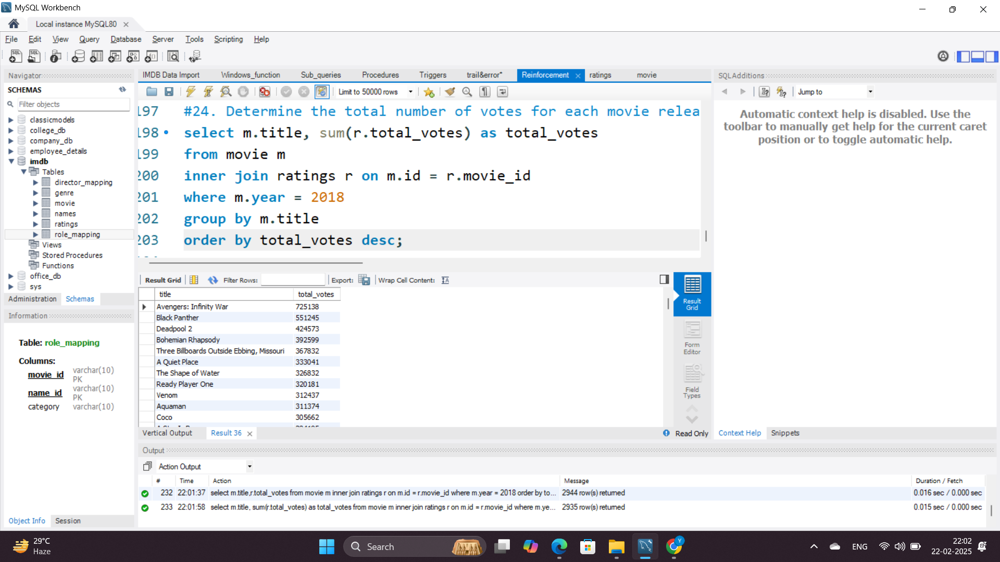 MySQL Workbench
Local instance MySQL80
File Edit View Query Database Server Tools Scripting Help
Navigator
SCHEMAS
Filter objects
classicmodels
college_db
company_db
employee_details
imdb
Tables
director_mapping
genre
movie
names
ratings
role_mapping
Views
Stored Procedures
Functions
office_db
sys
Administration Schemas
Information
Table: role_mapping
Columns:
movie_id varchar(10) PK
name_id varchar(10) PK
category varchar(10)
Object Info Session
IMDB Data Import Windows_function Sub_queries Procedures Triggers trail&error* Reinforcement ratings movie
Limit to 50000 rows
197 #24. Determine the total number of votes for each movie relea
198 select m.title, sum(r.total_votes) as total_votes
199 from movie m
200 inner join ratings r on m.id = r.movie_id
201 where m.year = 2018
202 group by m.title
203 order by total_votes desc;
Result Grid Filter Rows: Export: Wrap Cell Content:
title total_votes
Avengers: Infinity War 725138
Black Panther 551245
Deadpool 2 424573
Bohemian Rhapsody 392599
Three Billboards Outside Ebbing, Missouri 367832
A Quiet Place 333041
The Shape of Water 326832
Ready Player One 320181
Venom 312437
Aquaman 311374
Coco 305662
Result Grid
Form Editor
Field Types
Vertical Output Result 36 Read Only
SQLAdditions
Jump to
Automatic context help is disabled. Use the
toolbar to manually get help for the current caret
position or to toggle automatic help.
Context Help Snippets
Output
Action Output
# Time Action Message Duration / Fetch
232 22:01:37 select m.title,r.total_votes from movie m inner join ratings r on m.id = r.movie_id where m.year = 2018 order by to... 2944 row(s) returned 0.016 sec / 0.000 sec
233 22:01:58 select m.title, sum(r.total_votes) as total_votes from movie m inner join ratings r on m.id = r.movie_id where m.ye... 2935 row(s) returned 0.015 sec / 0.000 sec
29°C
Haze
Search
Y
ENG
22:02
22-02-2025